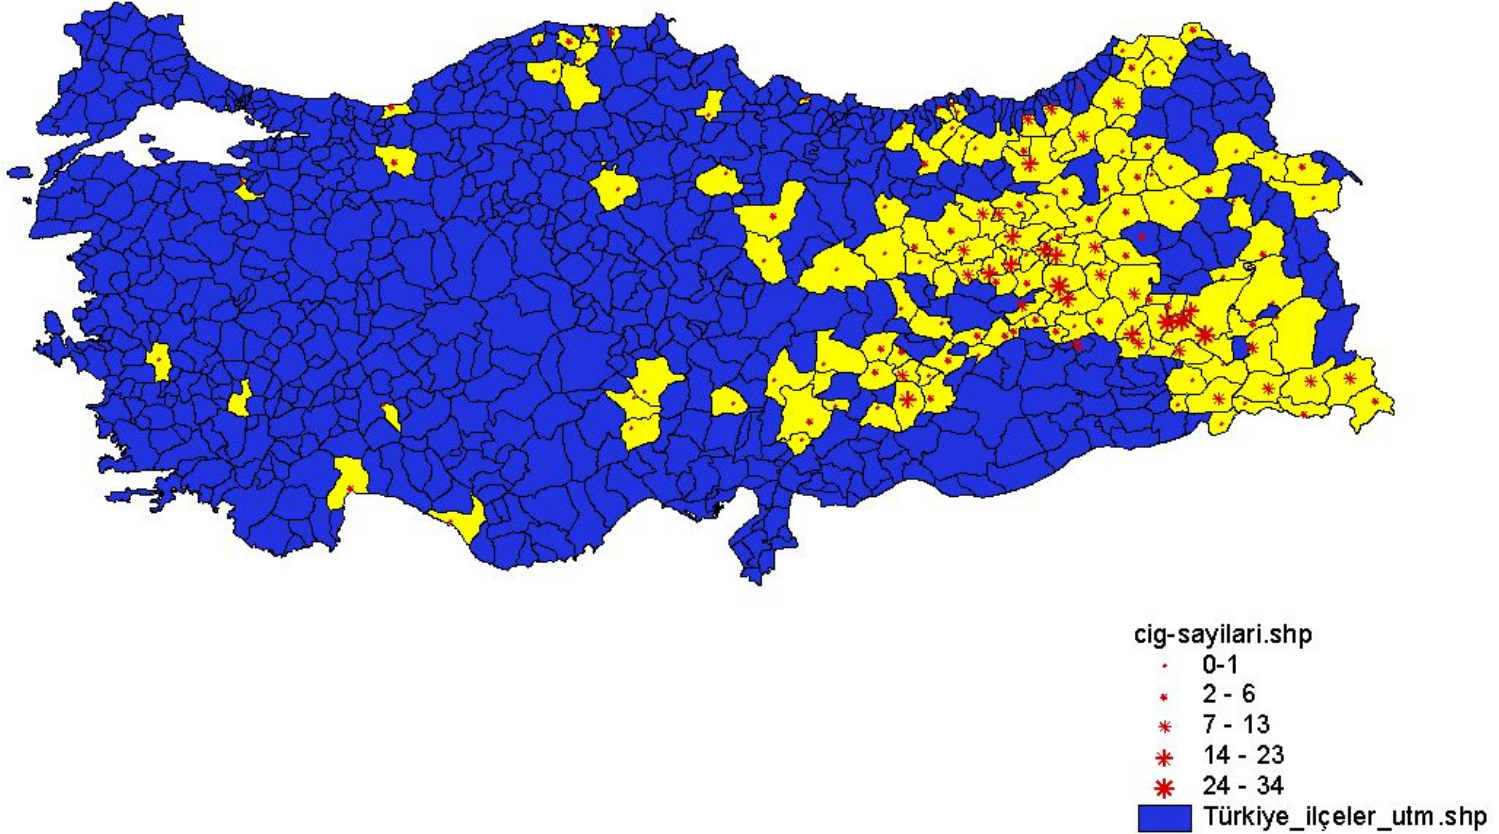 cig-sayilari.shp
0-1
2 - 6
7 - 13
14 - 23
24 - 34
Türkiye_ilçeler_utm.shp